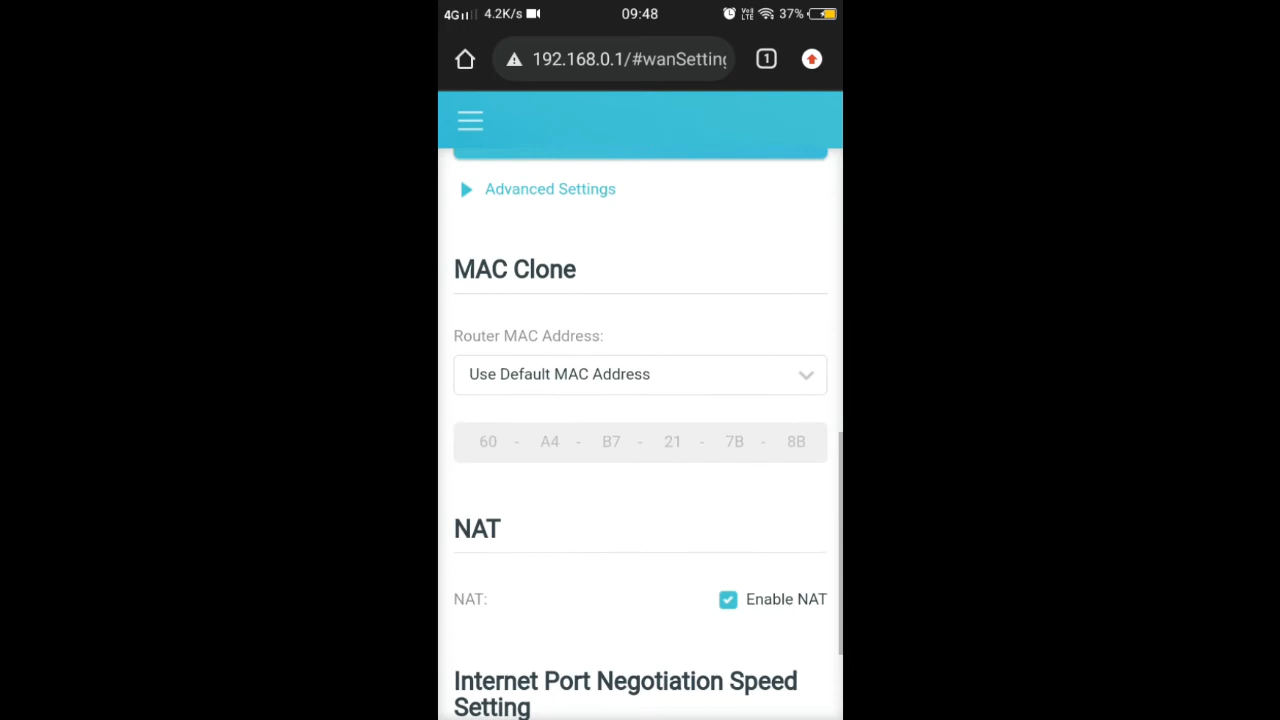 4G 4.2K/s 09:48 Vo) LTE 37%
192.168.0.1/#wanSetting 1
Advanced Settings
MAC Clone
Router MAC Address:
Use Default MAC Address
60 - A4 - B7 - 21 - 7B - 8B
NAT
NAT: Enable NAT
Internet Port Negotiation Speed
Setting